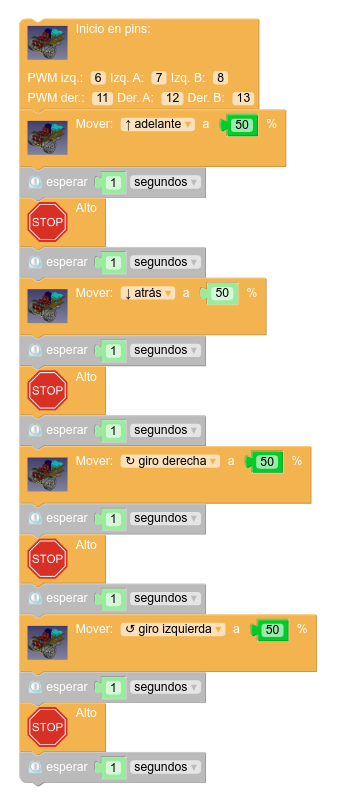 Inicio en pins:
PWM izq.: 6 Izq. A: 7 Izq. B: 8
PWM der.: 11 Der. A: 12 Der. B: 13
Mover: ↑ adelante ▾ a 50 %
esperar 1 segundos ▾
Alto
STOP
esperar 1 segundos ▾
Mover: ↓ atrás ▾ a 50 %
esperar 1 segundos ▾
Alto
STOP
esperar 1 segundos ▾
Mover: ↻ giro derecha ▾ a 50 %
esperar 1 segundos ▾
Alto
STOP
esperar 1 segundos ▾
Mover: ↺ giro izquierda ▾ a 50 %
esperar 1 segundos ▾
Alto
STOP
esperar 1 segundos ▾